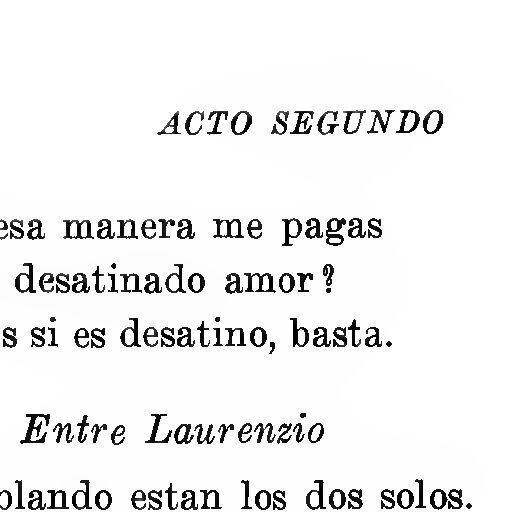 ACTO SEGUNDO
esa manera me pagas
desatinado amor?
s si es desatino, basta.
Entre Laurenzio
blando estan los dos solos.